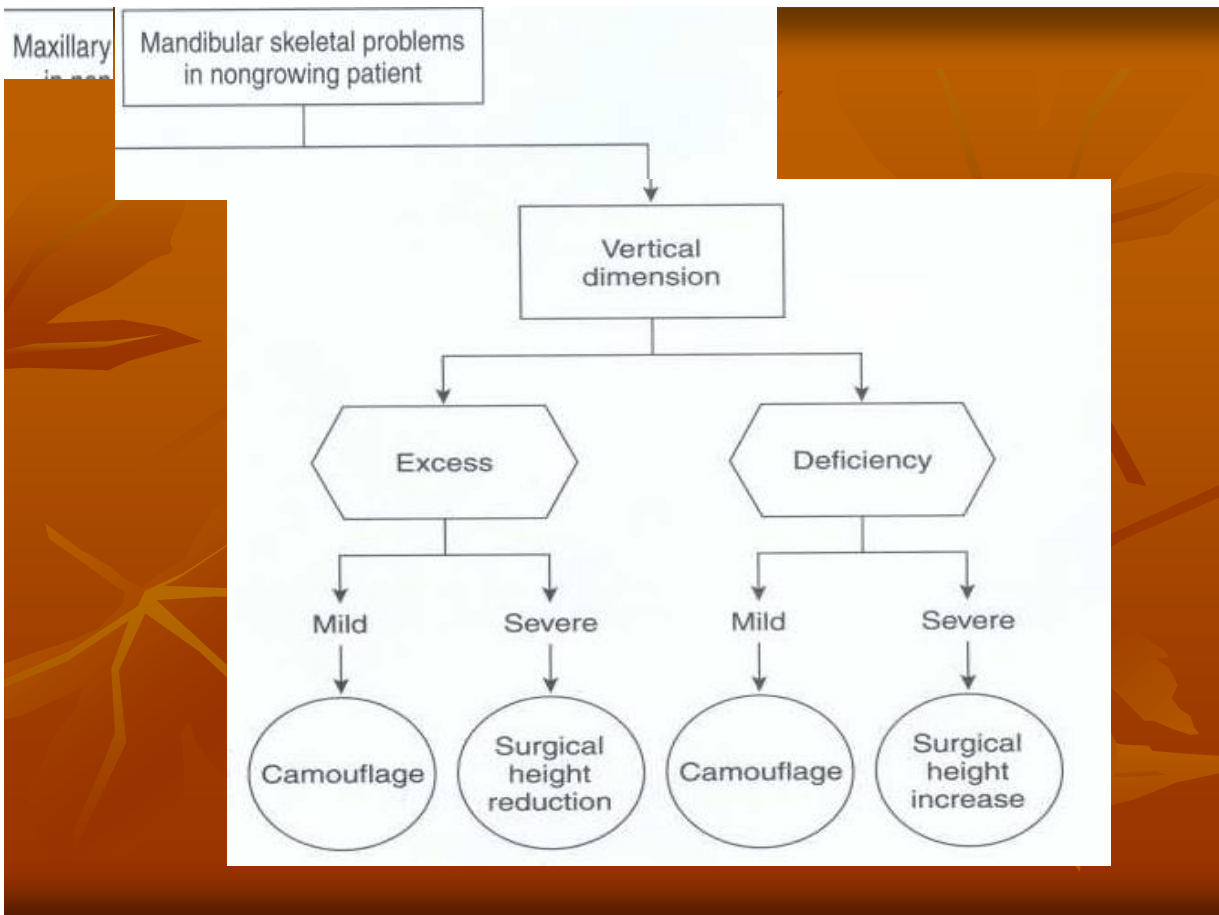 Maxillary
Mandibular skeletal problems
in nongrowing patient
Vertical
dimension
Excess
Deficiency
Mild
Severe
Mild
Severe
Camouflage
Surgical
height
reduction
Camouflage
Surgical
height
increase